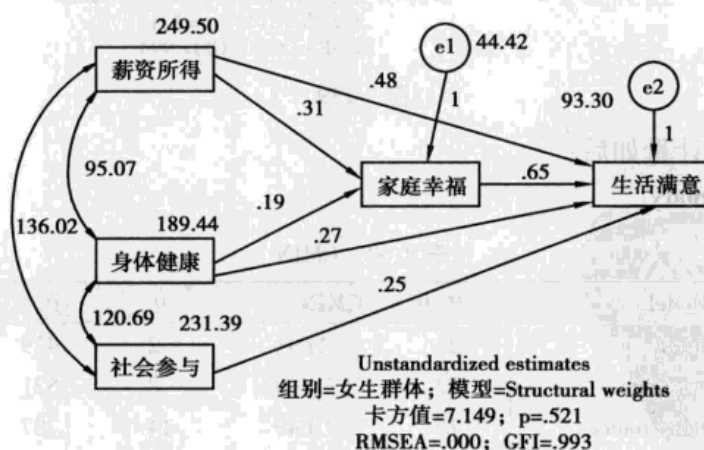 249.50
e1
44.42
薪资所得
.48
93.30
e2
.31
1
1
95.07
家庭幸福
.65
生活满意
.19
136.02
189.44
身体健康
.27
.25
120.69
231.39
社会参与
Unstandardized estimates
组别=女生群体；模型=Structural weights
卡方值=7.149；p=.521
RMSEA=.000；GFI=.993